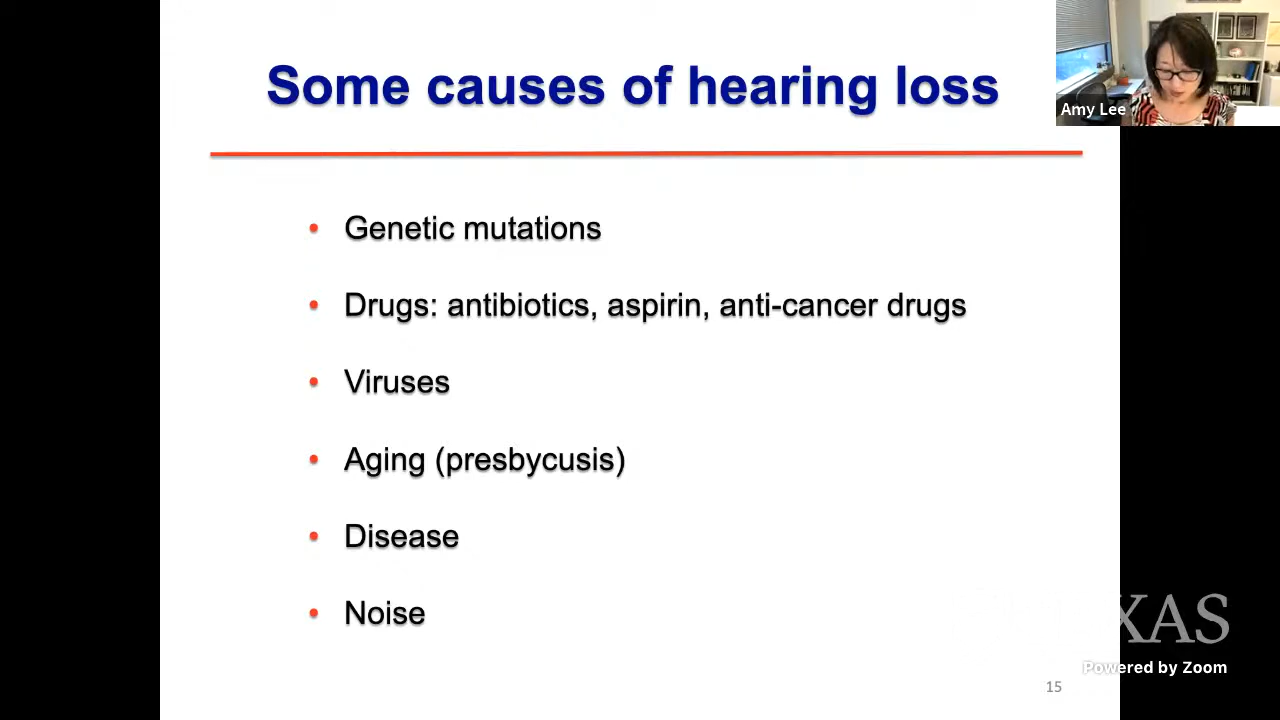 Some causes of hearing loss
Amy Lee
• Genetic mutations
• Drugs: antibiotics, aspirin, anti-cancer drugs
• Viruses
• Aging (presbycusis)
• Disease
• Noise
XAS
Powered by Zoom
15